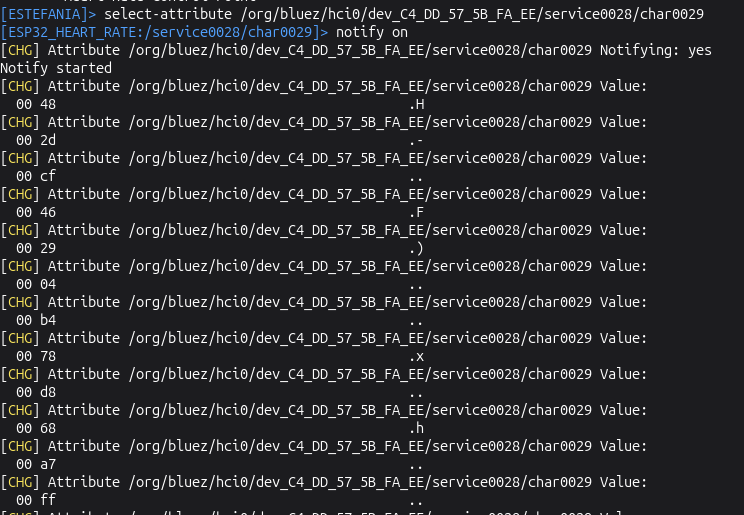 [ESTEFANIA]> select-attribute /org/bluez/hci0/dev_C4_DD_57_5B_FA_EE/service0028/char0029
[ESP32_HEART_RATE:/service0028/char0029]> notify on
[CHG] Attribute /org/bluez/hci0/dev_C4_DD_57_5B_FA_EE/service0028/char0029 Notifying: yes
Notify started
[CHG] Attribute /org/bluez/hci0/dev_C4_DD_57_5B_FA_EE/service0028/char0029 Value:
  00 48                                            .H
[CHG] Attribute /org/bluez/hci0/dev_C4_DD_57_5B_FA_EE/service0028/char0029 Value:
  00 2d                                            .-
[CHG] Attribute /org/bluez/hci0/dev_C4_DD_57_5B_FA_EE/service0028/char0029 Value:
  00 cf                                            ..
[CHG] Attribute /org/bluez/hci0/dev_C4_DD_57_5B_FA_EE/service0028/char0029 Value:
  00 46                                            .F
[CHG] Attribute /org/bluez/hci0/dev_C4_DD_57_5B_FA_EE/service0028/char0029 Value:
  00 29                                            .)
[CHG] Attribute /org/bluez/hci0/dev_C4_DD_57_5B_FA_EE/service0028/char0029 Value:
  00 04                                            ..
[CHG] Attribute /org/bluez/hci0/dev_C4_DD_57_5B_FA_EE/service0028/char0029 Value:
  00 b4                                            ..
[CHG] Attribute /org/bluez/hci0/dev_C4_DD_57_5B_FA_EE/service0028/char0029 Value:
  00 78                                            .x
[CHG] Attribute /org/bluez/hci0/dev_C4_DD_57_5B_FA_EE/service0028/char0029 Value:
  00 d8                                            ..
[CHG] Attribute /org/bluez/hci0/dev_C4_DD_57_5B_FA_EE/service0028/char0029 Value:
  00 68                                            .h
[CHG] Attribute /org/bluez/hci0/dev_C4_DD_57_5B_FA_EE/service0028/char0029 Value:
  00 a7                                            ..
[CHG] Attribute /org/bluez/hci0/dev_C4_DD_57_5B_FA_EE/service0028/char0029 Value:
  00 ff                                            ..